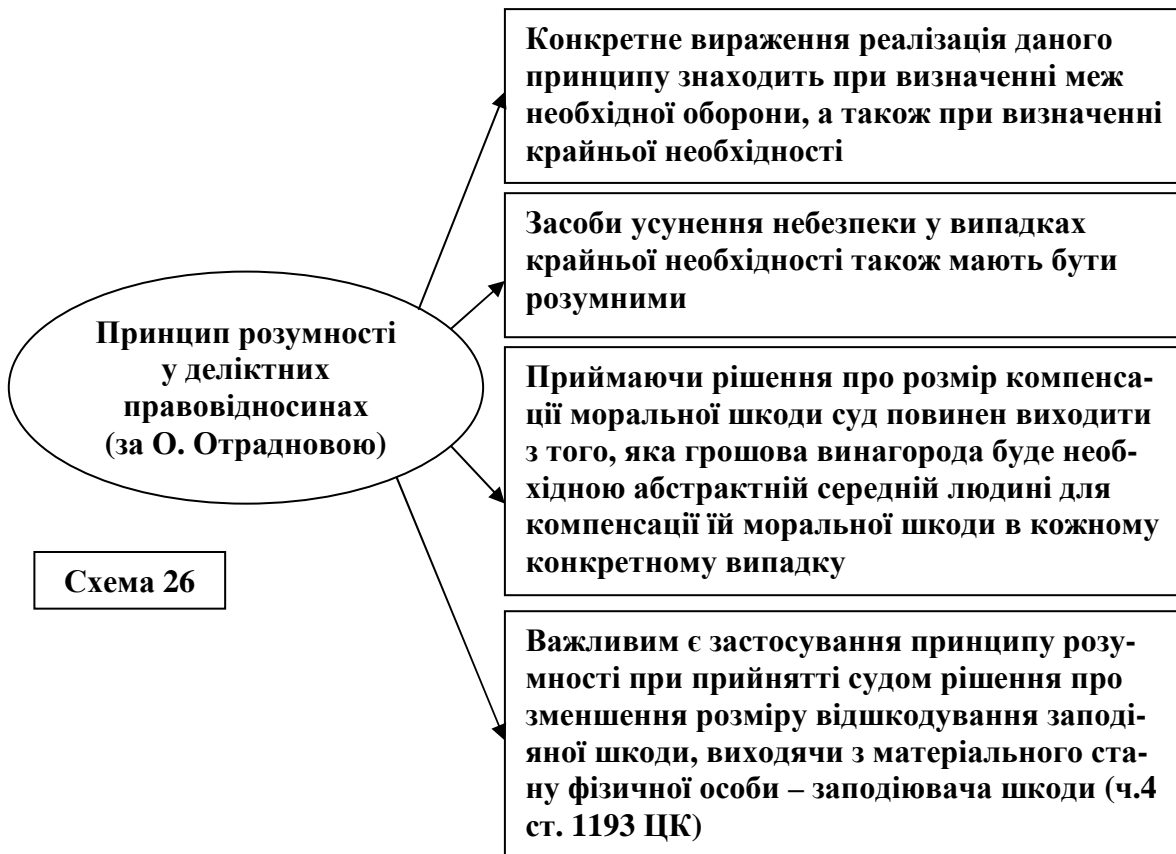 Конкретне вираження реалізація даного
принципу знаходить при визначенні меж
необхідної оборони, а також при визначенні
крайньої необхідності
Засоби усунення небезпеки у випадках
крайньої необхідності також мають бути
розумними
Принцип розумності
у деліктних
правовідносинах
(за О. Отрадновою)
Приймаючи рішення про розмір компенса-
ції моральної шкоди суд повинен виходити
з того, яка грошова винагорода буде необ-
хідною абстрактній середній людині для
компенсації їй моральної шкоди в кожному
конкретному випадку
Схема 26
Важливим є застосування принципу розу-
мності при прийнятті судом рішення про
зменшення розміру відшкодування заподі-
яної шкоди, виходячи з матеріального ста-
ну фізичної особи – заподіювача шкоди (ч.4
ст. 1193 ЦК)